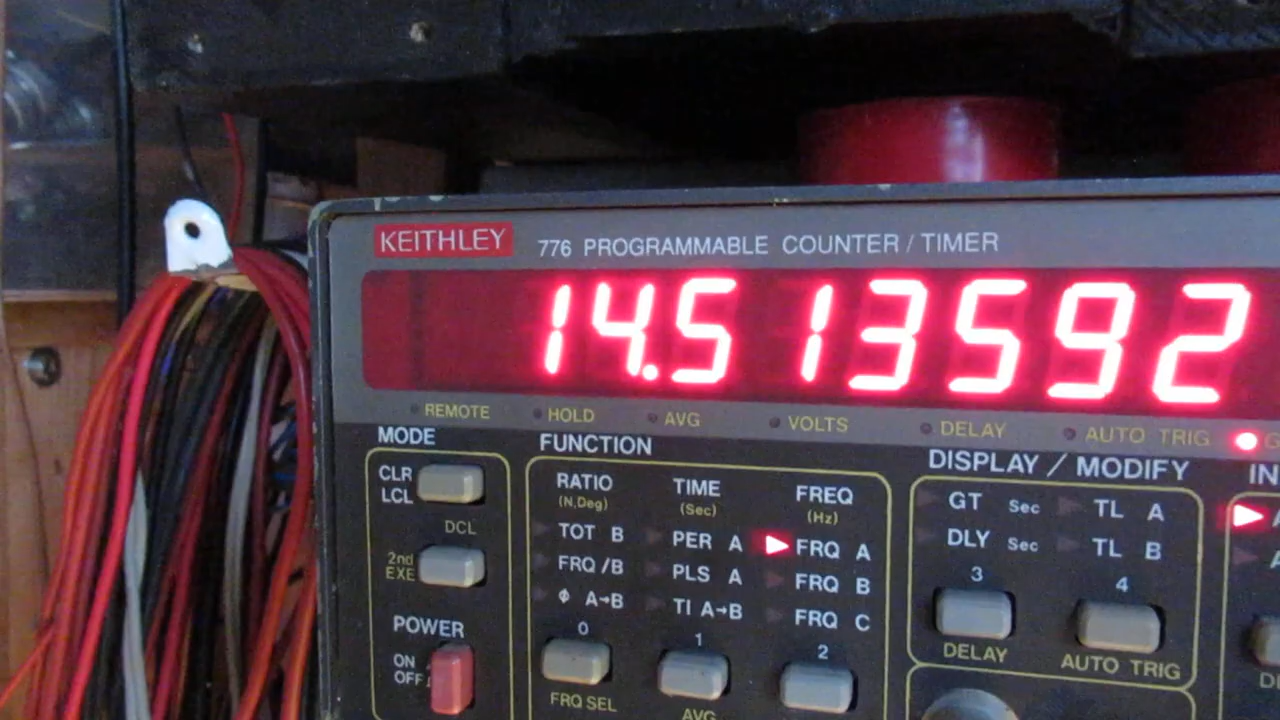 KEITHLEY 776 PROGRAMMABLE COUNTER / TIMER
14.513592
REMOTE HOLD AVG VOLTS DELAY AUTO TRIG
MODE
CLR
LCL
DCL
2nd
EXE
POWER
ON
OFF
FUNCTION
RATIO
(N,Deg)
TOT B
FRQ /B
ϕ A→B
0
FRQ SEL
TIME
(Sec)
PER A
PLS A
TI A→B
1
AVG
FREQ
(Hz)
FRQ A
FRQ B
FRQ C
2
DISPLAY / MODIFY
GT Sec TL A
DLY Sec TL B
3 4
DELAY AUTO TRIG